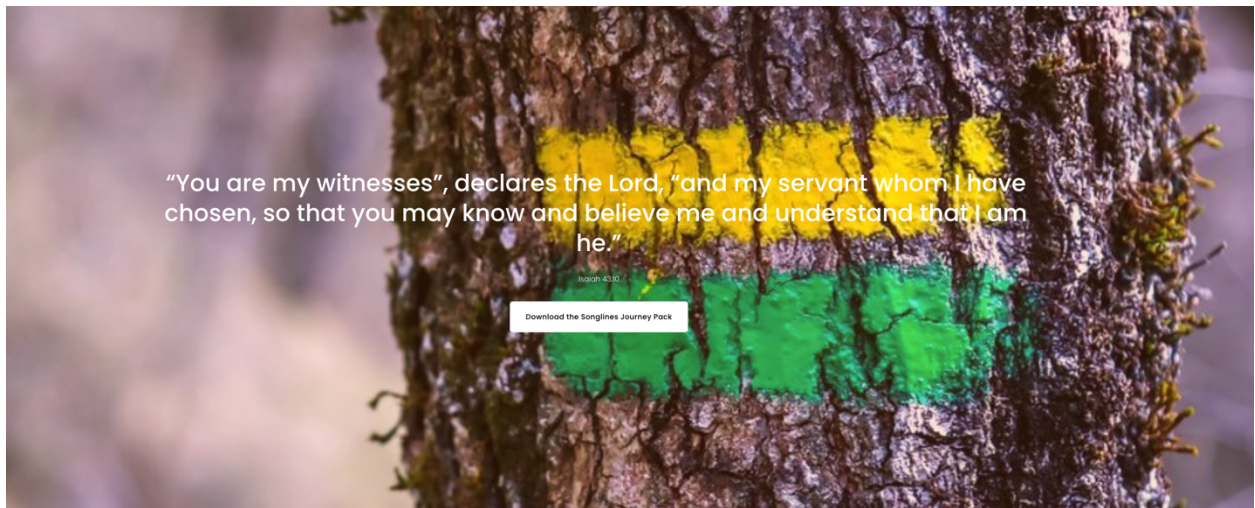 “You are my witnesses”, declares the Lord, “and my servant whom I have
chosen, so that you may know and believe me and understand that I am
he.”
Isaiah 43:10
Download the Songlines Journey Pack